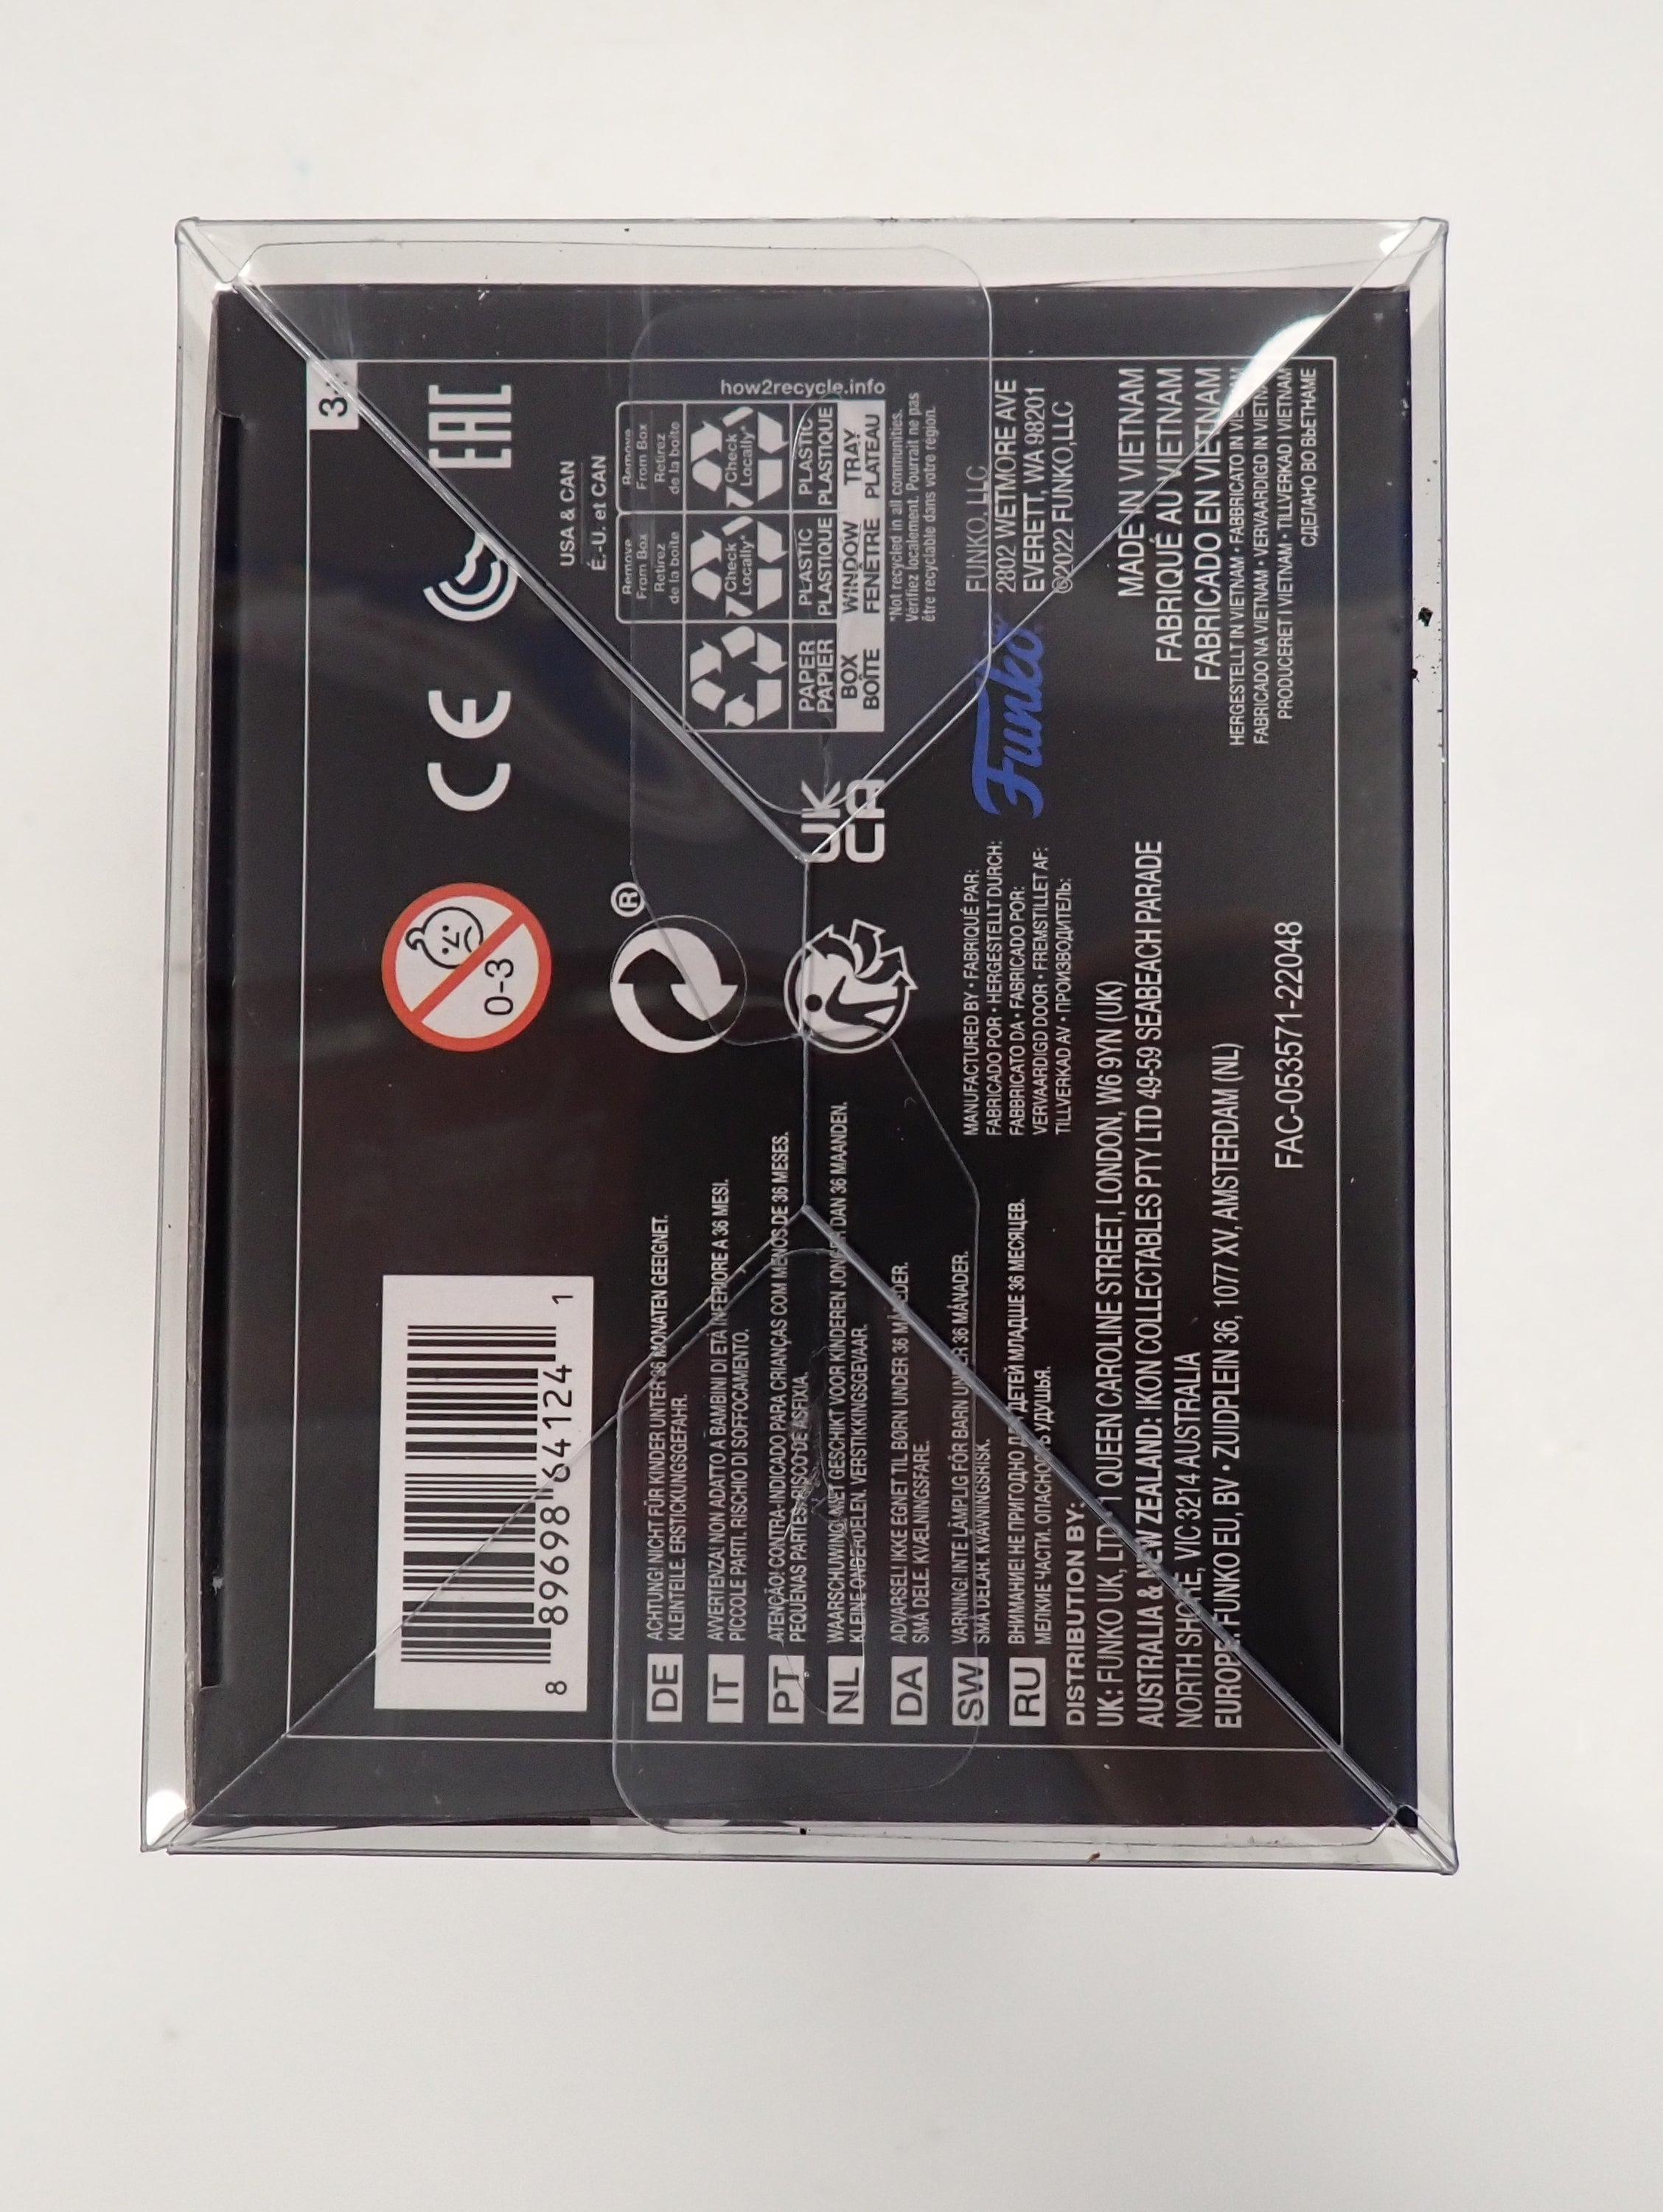 8 89698 64124 1
0-3
3+
EAC
USA & CAN
É.-U. et CAN
Remove
From Box
Retirez
de la boîte
Remove
From Box
Retirez
de la boîte
Check
Locally*
Check
Locally*
PAPER
PAPIER
PLASTIC
PLASTIQUE
PLASTIC
PLASTIQUE
BOX
BOÎTE
WINDOW
FENÊTRE
TRAY
PLATEAU
how2recycle.info
*Not recycled in all communities.
Vérifiez localement. Pourrait ne pas
être recyclable dans votre région.
®
UK
CA
DE ACHTUNG! NICHT FÜR KINDER UNTER 36 MONATEN GEEIGNET.
KLEINTEILE. ERSTICKUNGSGEFAHR.
IT AVVERTENZA! NON ADATTO A BAMBINI DI ETÀ INFERIORE A 36 MESI.
PICCOLE PARTI. RISCHIO DI SOFFOCAMENTO.
PT ATENÇÃO! CONTRA-INDICADO PARA CRIANÇAS COM MENOS DE 36 MESES.
PEQUENAS PARTES. RISCO DE ASFIXIA.
NL WAARSCHUWING! NIET GESCHIKT VOOR KINDEREN JONGER DAN 36 MAANDEN.
KLEINE ONDERDELEN. VERSTIKKINGSGEVAAR.
DA ADVARSEL! IKKE EGNET TIL BØRN UNDER 36 MÅNEDER.
SMÅ DELE. KVÆLNINGSFARE.
SW VARNING! INTE LÄMPLIG FÖR BARN UNDER 36 MÅNADER.
SMÅ DELAR. KVÄVNINGSRISK.
RU ВНИМАНИЕ! НЕ ПРИГОДНО ДЛЯ ДЕТЕЙ МЛАДШЕ 36 МЕСЯЦЕВ.
МЕЛКИЕ ЧАСТИ. ОПАСНОСТЬ УДУШЬЯ.
MANUFACTURED BY • FABRIQUÉ PAR:
FABRICADO POR • HERGESTELLT DURCH:
FABBRICATO DA • FABRICADO POR:
VERVAARDIGD DOOR • FREMSTILLET AF:
TILLVERKAD AV • ПРОИЗВОДИТЕЛЬ:
Funko
FUNKO, LLC
2802 WETMORE AVE
EVERETT, WA 98201
©2022 FUNKO, LLC
DISTRIBUTION BY:
UK: FUNKO UK, LTD. 1 QUEEN CAROLINE STREET, LONDON, W6 9YN (UK)
AUSTRALIA & NEW ZEALAND: IKON COLLECTABLES PTY LTD 49-59 SEABEACH PARADE
NORTH SHORE, VIC 3214 AUSTRALIA
EUROPE: FUNKO EU, BV • ZUIDPLEIN 36, 1077 XV, AMSTERDAM (NL)
MADE IN VIETNAM
FABRIQUÉ AU VIETNAM
FABRICADO EN VIETNAM
HERGESTELLT IN VIETNAM • FABBRICATO IN VIETNAM
FABRICADO NA VIETNAM • VERVAARDIGD IN VIETNAM
PRODUCERET I VIETNAM • TILLVERKAD I VIETNAM
СДЕЛАНО ВО ВЬЕТНАМЕ
FAC-053571-22048